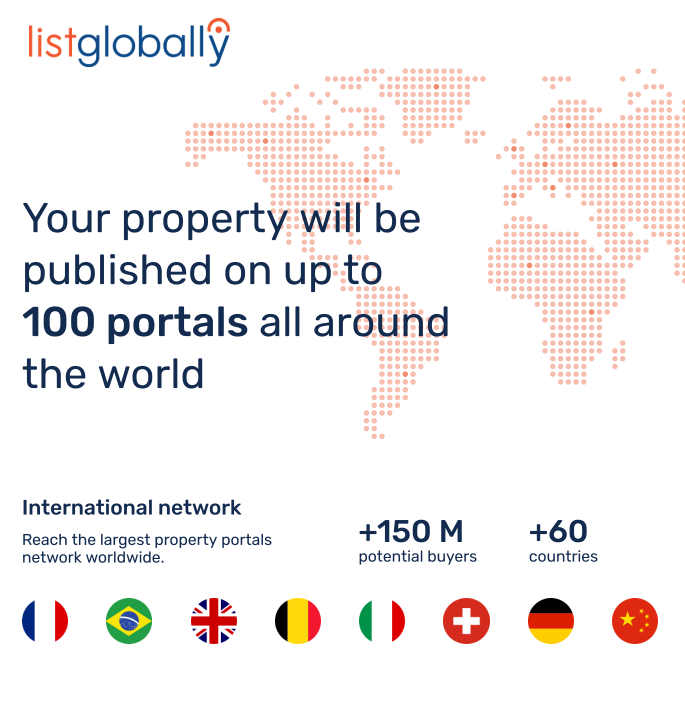 listglobally
Your property will be
published on up to
100 portals all around
the world
International network
Reach the largest property portals
network worldwide.
+150 M
potential buyers
+60
countries